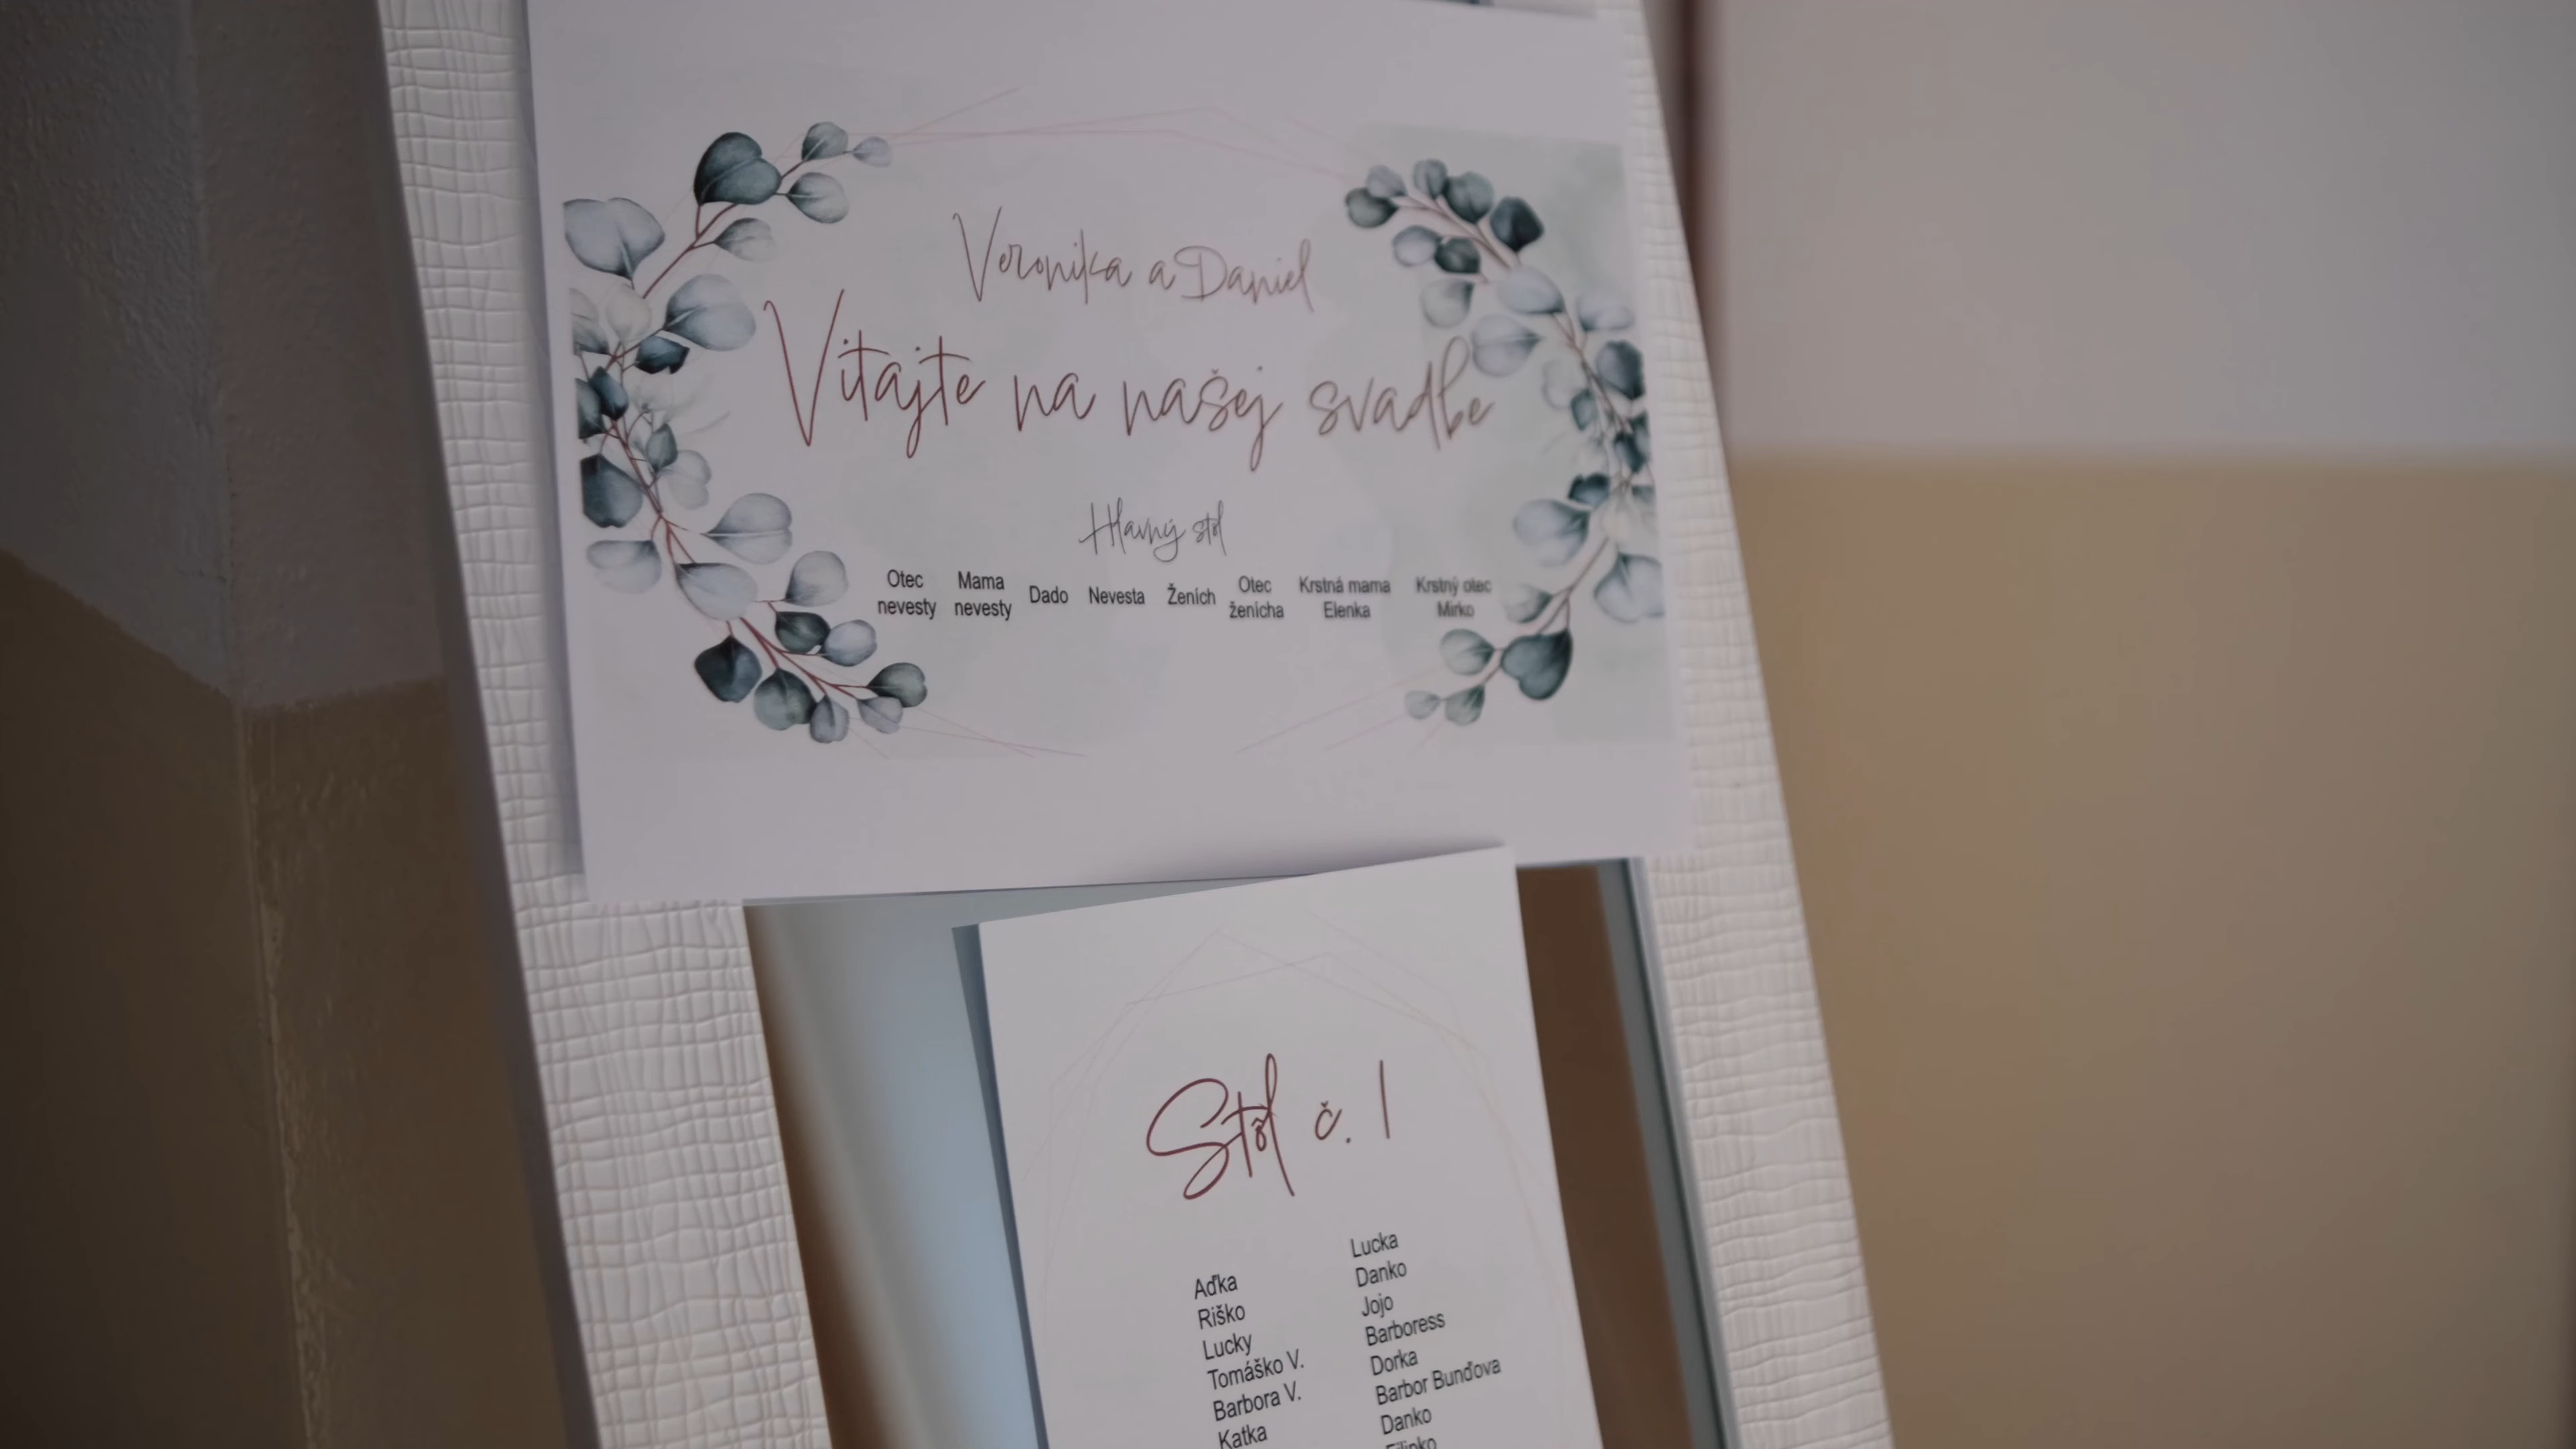 Veronika a Daniel
Vitajte na našej svadbe
Hlavný stôl
Otec nevesty
Mama nevesty
Dado
Nevesta
Ženích
Otec ženícha
Krstná mama Elenka
Krstný otec Mirko
Stôl č. 1
Aďka
Riško
Lucky
Tomáško V.
Barbora V.
Katka
Lucka
Danko
Jojo
Barboress
Dorka
Barbor Bunďova
Danko
Filipko